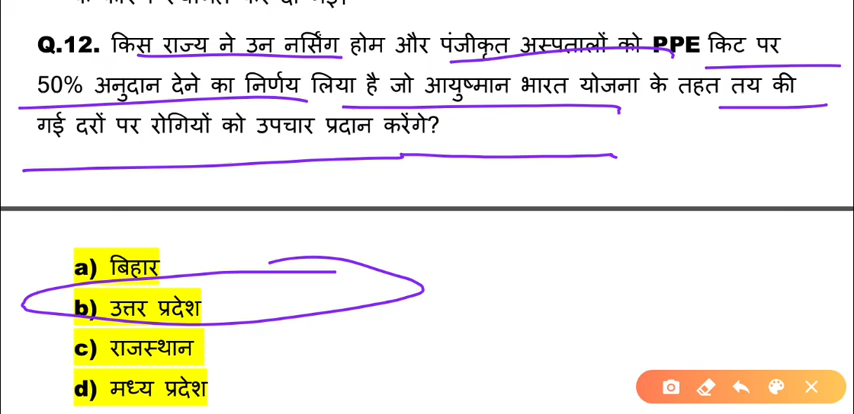 Q.12. किस राज्य ने उन नर्सिंग होम और पंजीकृत अस्पतालों को PPE किट पर
50% अनुदान देने का निर्णय लिया है जो आयुष्मान भारत योजना के तहत तय की
गई दरों पर रोगियों को उपचार प्रदान करेंगे?
a) बिहार
b) उत्तर प्रदेश
c) राजस्थान
d) मध्य प्रदेश